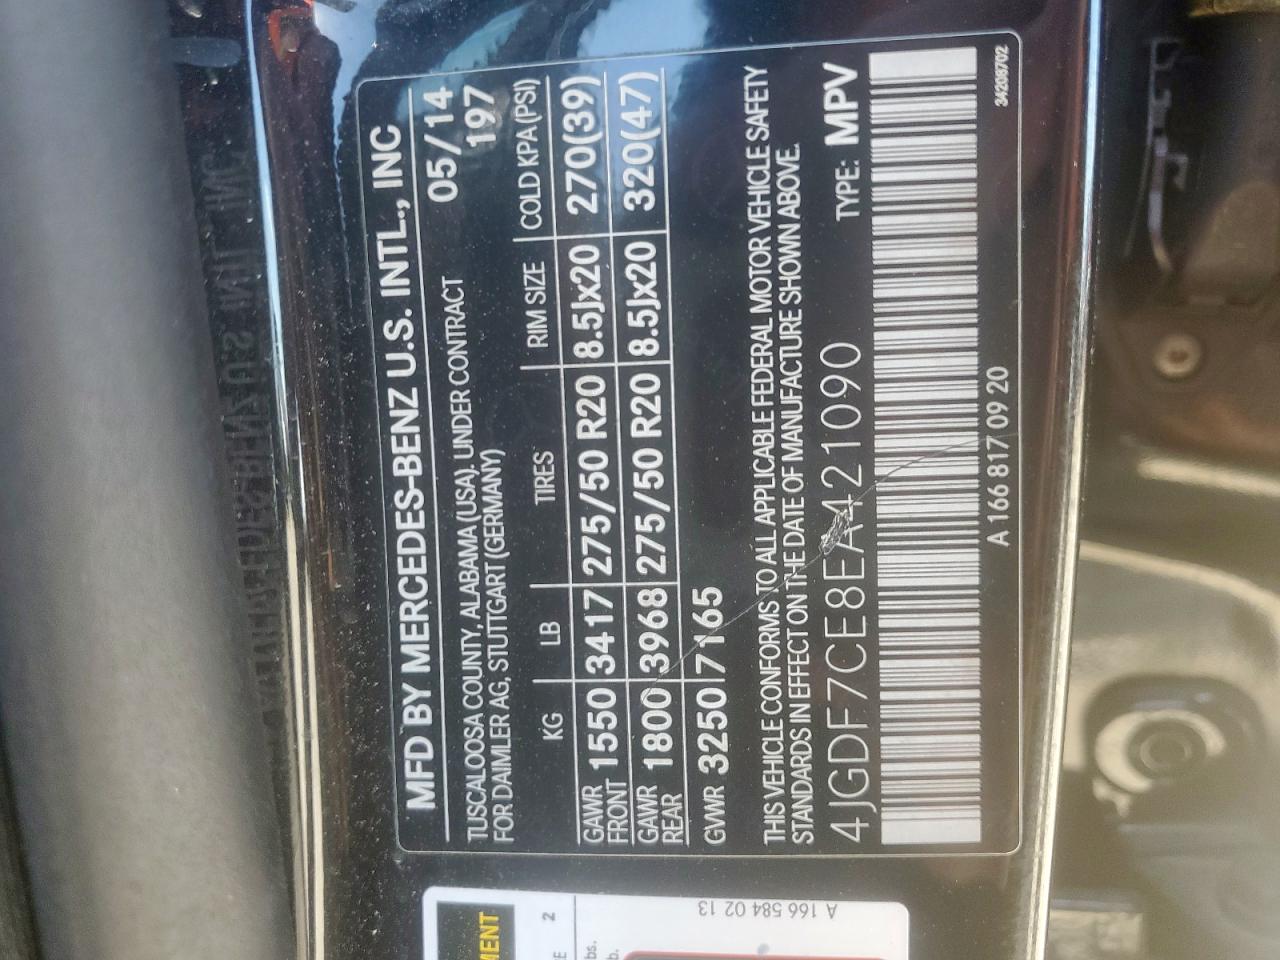 MFD BY MERCEDES-BENZ U.S. INTL., INC
TUSCALOOSA COUNTY, ALABAMA (USA). UNDER CONTRACT 05/14
FOR DAIMLER AG, STUTTGART (GERMANY) 197
KG LB TIRES RIM SIZE COLD KPA (PSI)
GAWR FRONT 1550 3417 275/50 R20 8.5Jx20 270(39)
GAWR REAR 1800 3968 275/50 R20 8.5Jx20 320(47)
GVWR 3250 7165
THIS VEHICLE CONFORMS TO ALL APPLICABLE FEDERAL MOTOR VEHICLE SAFETY
STANDARDS IN EFFECT ON THE DATE OF MANUFACTURE SHOWN ABOVE.
4JGDF7CE8EA421090 TYPE: MPV
A 166 817 09 20
34206702
A 166 584 02 13
2